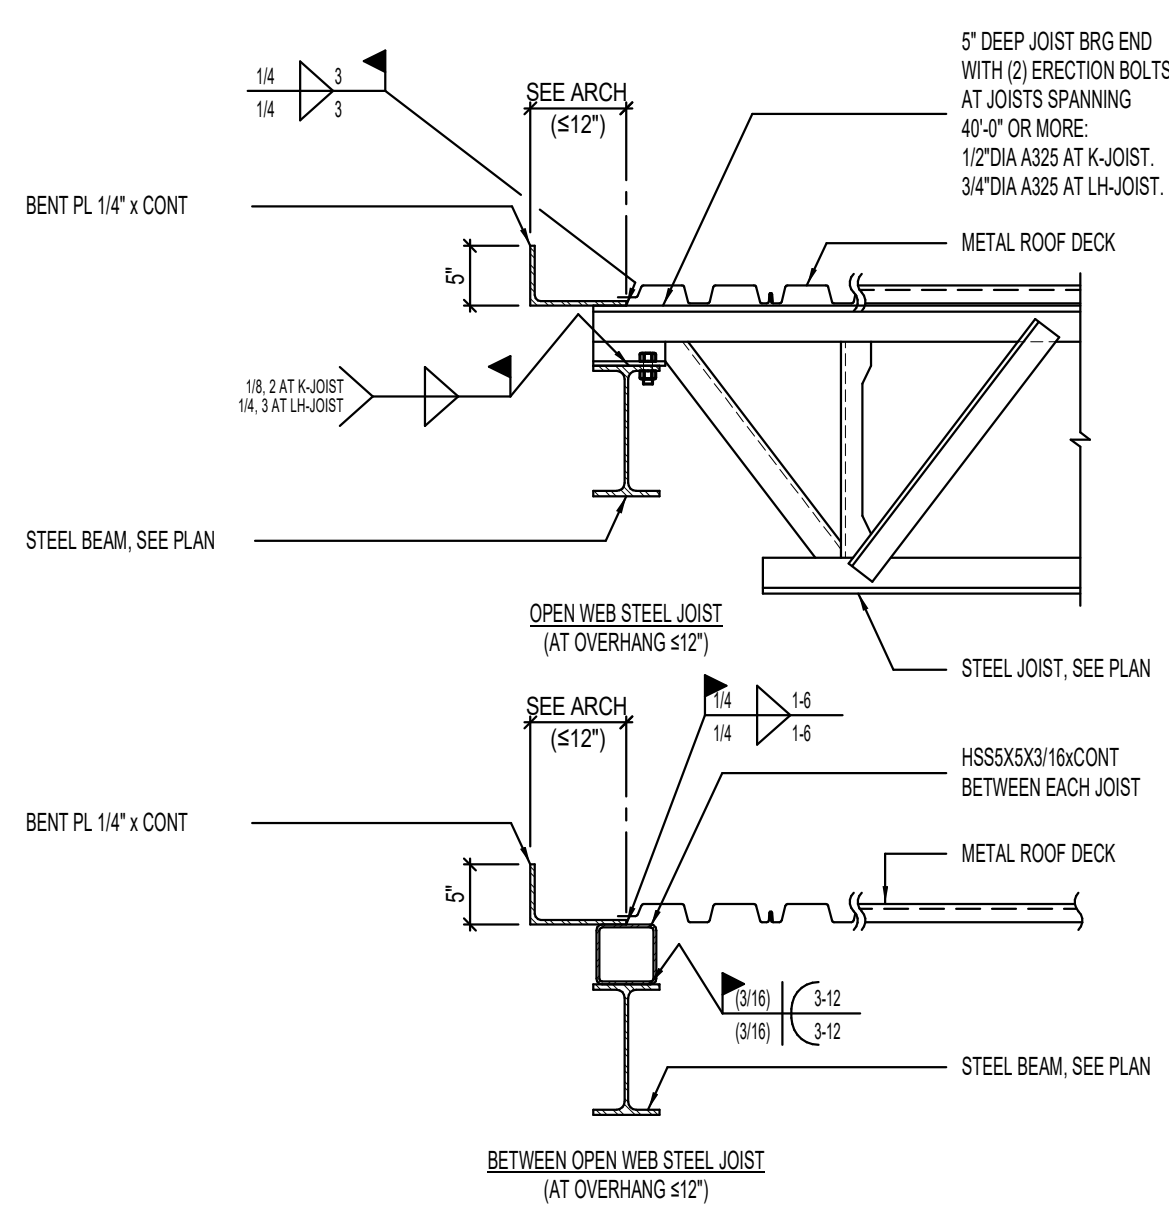 5" DEEP JOIST BRG END
WITH (2) ERECTION BOLTS
AT JOISTS SPANNING
40'-0" OR MORE:
1/2"DIA A325 AT K-JOIST.
3/4"DIA A325 AT LH-JOIST.
1/4 3
1/4 3
SEE ARCH
(≤12")
BENT PL 1/4" x CONT
METAL ROOF DECK
5"
1/8, 2 AT K-JOIST
1/4, 3 AT LH-JOIST
STEEL BEAM, SEE PLAN
OPEN WEB STEEL JOIST
(AT OVERHANG ≤12")
STEEL JOIST, SEE PLAN
SEE ARCH
(≤12")
1/4 1-6
1/4 1-6
HSS5X5X3/16xCONT
BETWEEN EACH JOIST
BENT PL 1/4" x CONT
METAL ROOF DECK
5"
(3/16) 3-12
(3/16) 3-12
STEEL BEAM, SEE PLAN
BETWEEN OPEN WEB STEEL JOIST
(AT OVERHANG ≤12")